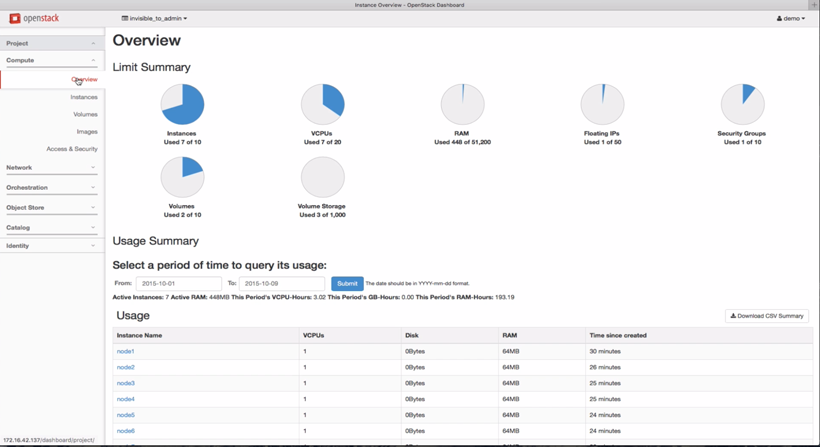 Instance Overview - OpenStack Dashboard
openstack
invisible_to_admin
demo
Project
Compute
Overview
Instances
Volumes
Images
Access & Security
Network
Orchestration
Object Store
Catalog
Identity
Overview
Limit Summary
Instances
Used 7 of 10
VCPUs
Used 7 of 20
RAM
Used 448 of 51,200
Floating IPs
Used 1 of 50
Security Groups
Used 1 of 10
Volumes
Used 2 of 10
Volume Storage
Used 3 of 1,000
Usage Summary
Select a period of time to query its usage:
From: 2015-10-01 To: 2015-10-09 Submit The date should be in YYYY-mm-dd format.
Active Instances: 7 Active RAM: 448MB This Period's VCPU-Hours: 3.02 This Period's GB-Hours: 0.00 This Period's RAM-Hours: 193.19
Usage
Download CSV Summary
Instance Name VCPUs Disk RAM Time since created
node1 1 0Bytes 64MB 30 minutes
node2 1 0Bytes 64MB 26 minutes
node3 1 0Bytes 64MB 25 minutes
node4 1 0Bytes 64MB 25 minutes
node5 1 0Bytes 64MB 24 minutes
node6 1 0Bytes 64MB 24 minutes
172.16.42.137/dashboard/project/